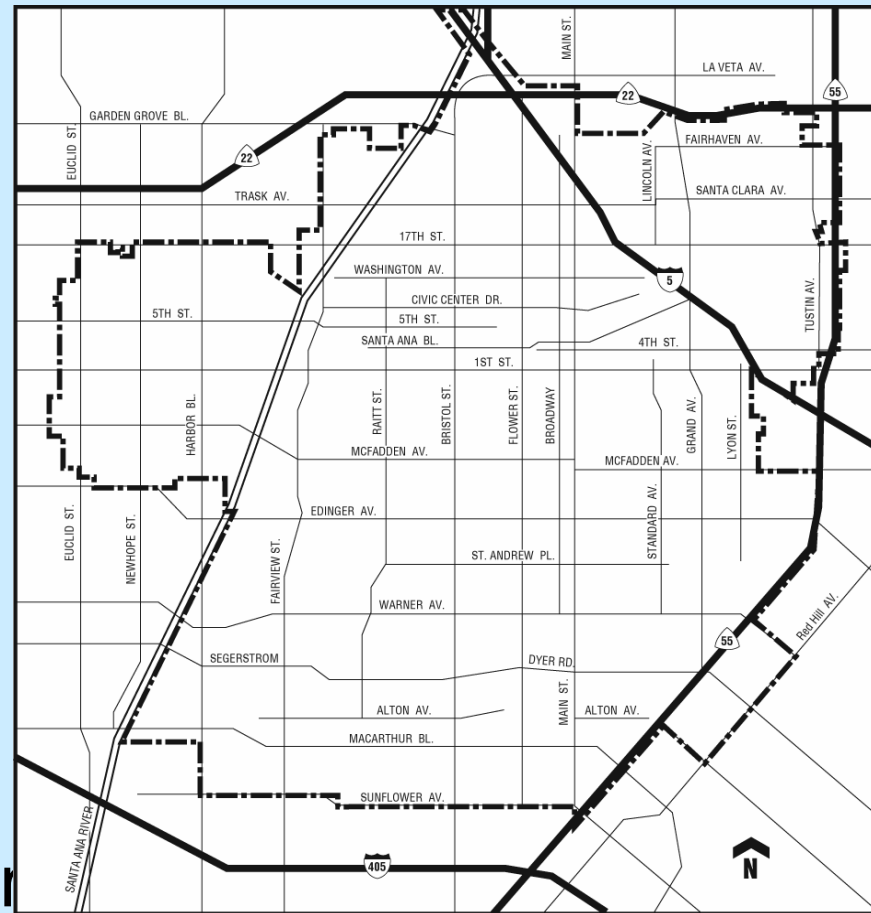 MAIN ST.
LA VETA AV.
22
55
GARDEN GROVE BL.
EUCLID ST.
22
FAIRHAVEN AV.
LINCOLN AV.
TRASK AV.
SANTA CLARA AV.
17TH ST.
WASHINGTON AV.
5
CIVIC CENTER DR.
TUSTIN AV.
5TH ST.
5TH ST.
SANTA ANA BL.
4TH ST.
1ST ST.
HARBOR BL.
RAITT ST.
BRISTOL ST.
FLOWER ST.
BROADWAY
GRAND AV.
LYON ST.
MCFADDEN AV.
MCFADDEN AV.
EUCLID ST.
NEWHOPE ST.
EDINGER AV.
STANDARD AV.
FAIRVIEW ST.
ST. ANDREW PL.
WARNER AV.
Red Hill AV.
55
SEGERSTROM
DYER RD.
MAIN ST.
ALTON AV.
ALTON AV.
MACARTHUR BL.
SUNFLOWER AV.
SANTA ANA RIVER
405
N